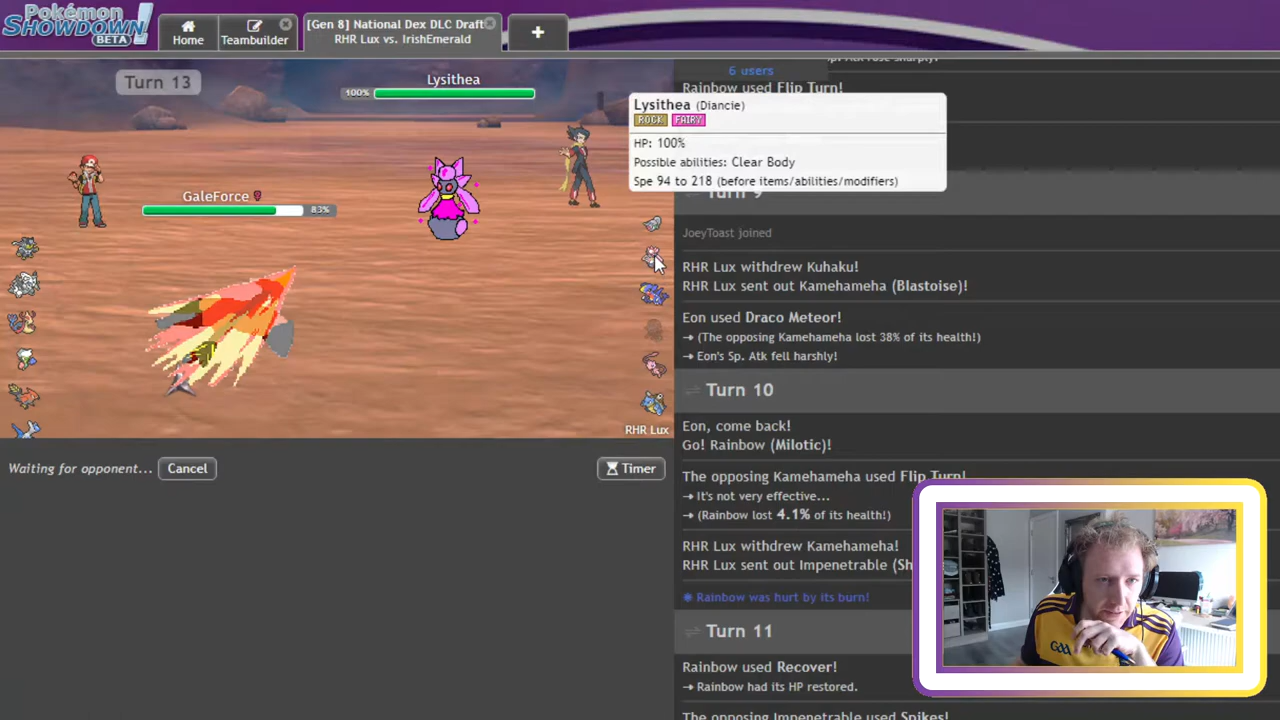 Pokémon
SHOWDOWN!
BETA
Home
Teambuilder
[Gen 8] National Dex DLC Draft
RHR Lux vs. IrishEmerald
+
Turn 13
Lysithea
100%
GaleForce
83%
RHR Lux
Waiting for opponent...
Cancel
Timer
6 users
Rainbow used Flip Turn!
Lysithea (Diancie)
ROCK FAIRY
HP: 100%
Possible abilities: Clear Body
Spe 94 to 218 (before items/abilities/modifiers)
Turn 9
JoeyToast joined
RHR Lux withdrew Kuhaku!
RHR Lux sent out Kamehameha (Blastoise)!
Eon used Draco Meteor!
(The opposing Kamehameha lost 38% of its health!)
Eon's Sp. Atk fell harshly!
Turn 10
Eon, come back!
Go! Rainbow (Milotic)!
The opposing Kamehameha used Flip Turn!
It's not very effective...
(Rainbow lost 4.1% of its health!)
RHR Lux withdrew Kamehameha!
RHR Lux sent out Impenetrable (Sh
Rainbow was hurt by its burn!
Turn 11
Rainbow used Recover!
Rainbow had its HP restored.
The opposing Impenetrable used Spikes!
GAA